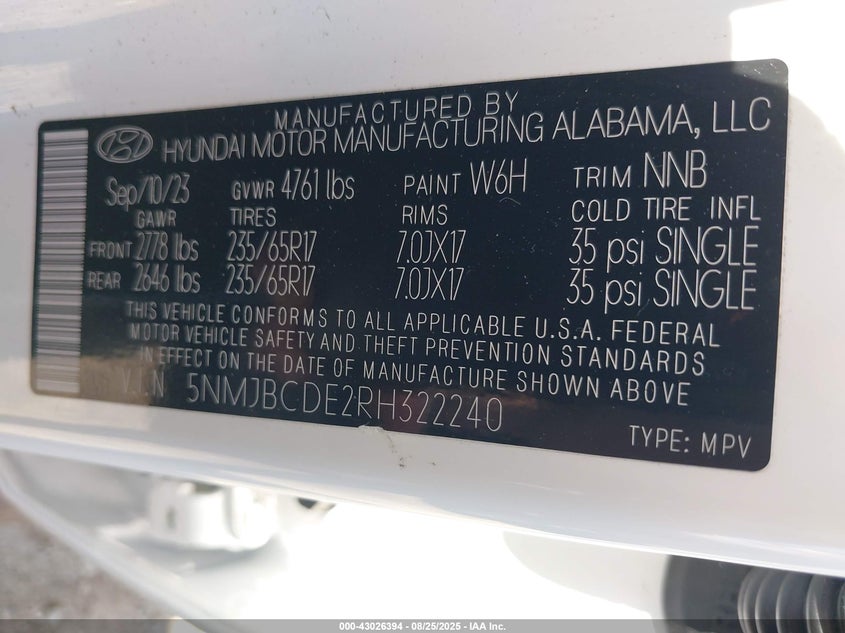 MANUFACTURED BY
HYUNDAI MOTOR MANUFACTURING ALABAMA, LLC
Sep/10/23 GVWR 4761 lbs PAINT W6H TRIM NNB
GAWR TIRES RIMS COLD TIRE INFL
FRONT 2778 lbs 235/65R17 7.0JX17 35 psi SINGLE
REAR 2646 lbs 235/65R17 7.0JX17 35 psi SINGLE
THIS VEHICLE CONFORMS TO ALL APPLICABLE U.S.A. FEDERAL
MOTOR VEHICLE SAFETY AND THEFT PREVENTION STANDARDS
IN EFFECT ON THE DATE OF MANUFACTURE SHOWN ABOVE
V.I.N 5NMJBCDE2RH322240
TYPE: MPV
000-43026394 - 08/25/2025 - IAA Inc.